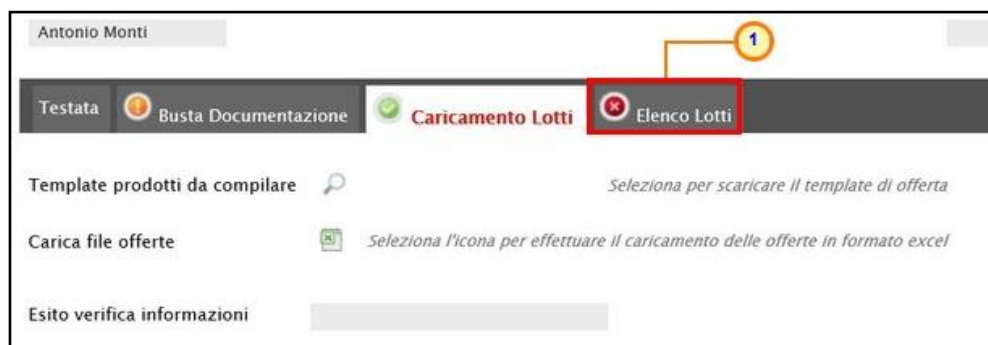 Antonio Monti
1
Testata Busta Documentazione Caricamento Lotti Elenco Lotti
Template prodotti da compilare Seleziona per scaricare il template di offerta
Carica file offerte Seleziona l'icona per effettuare il caricamento delle offerte in formato excel
Esito verifica informazioni